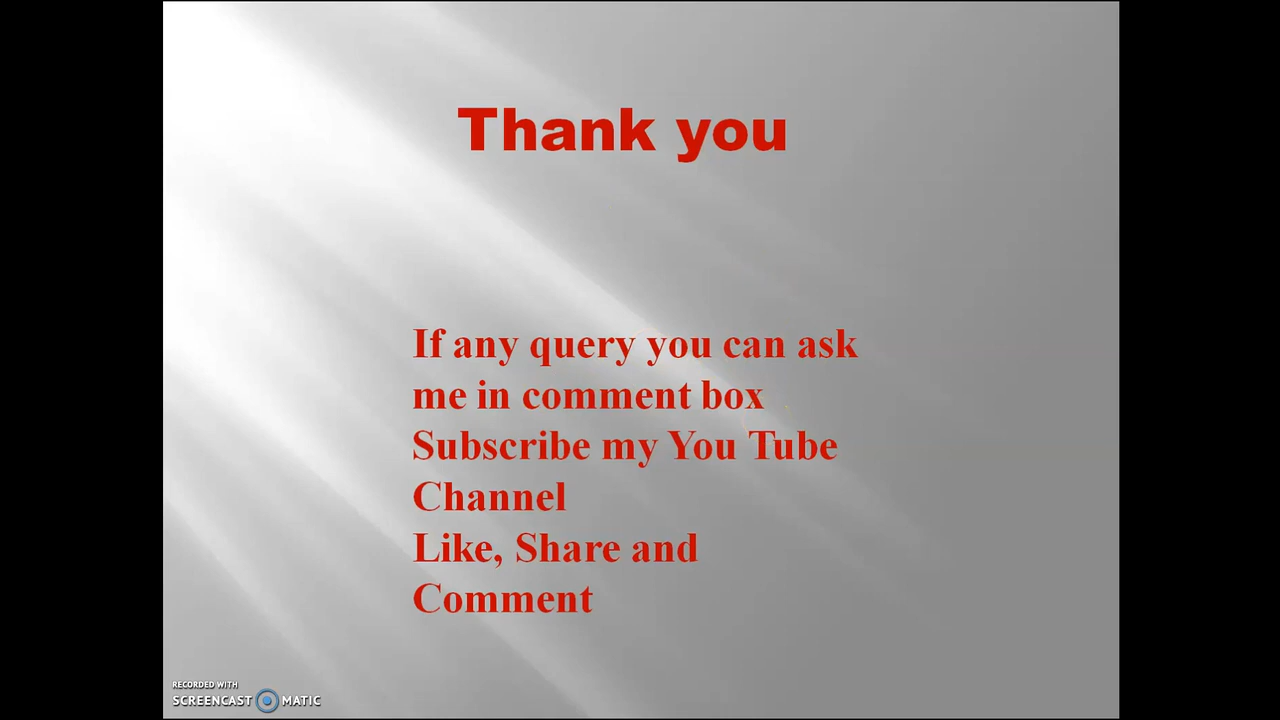 Thank you
If any query you can ask
me in comment box
Subscribe my You Tube
Channel
Like, Share and
Comment
RECORDED WITH
SCREENCAST MATIC